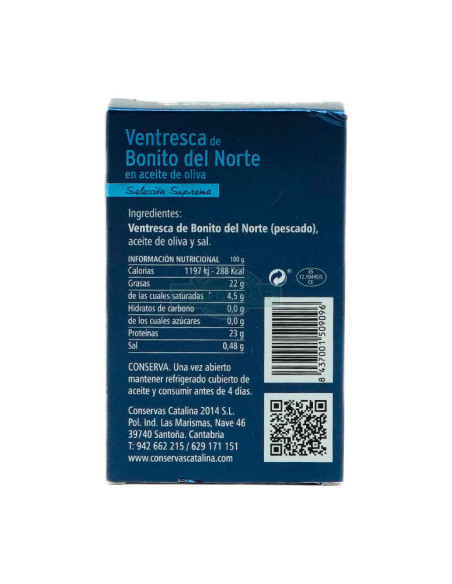 Ventresca de
Bonito del Norte
en aceite de oliva
Selección Suprema
Ingredientes:
Ventresca de Bonito del Norte (pescado),
aceite de oliva y sal.
INFORMACIÓN NUTRICIONAL 100 g
Calorías 1197 kj - 288 Kcal
Grasas 22 g
de las cuales saturadas 4,5 g
Hidratos de carbono 0,0 g
de los cuales azúcares 0,0 g
Proteínas 23 g
Sal 0,48 g
ES
12.10445/S
CE
CONSERVA. Una vez abierto
mantener refrigerado cubierto de
aceite y consumir antes de 4 días.
8 437001 509096
Conservas Catalina 2014 S.L.
Pol. Ind. Las Marismas, Nave 46
39740 Santoña. Cantabria
T: 942 662 215 / 629 171 151
www.conservascatalina.com